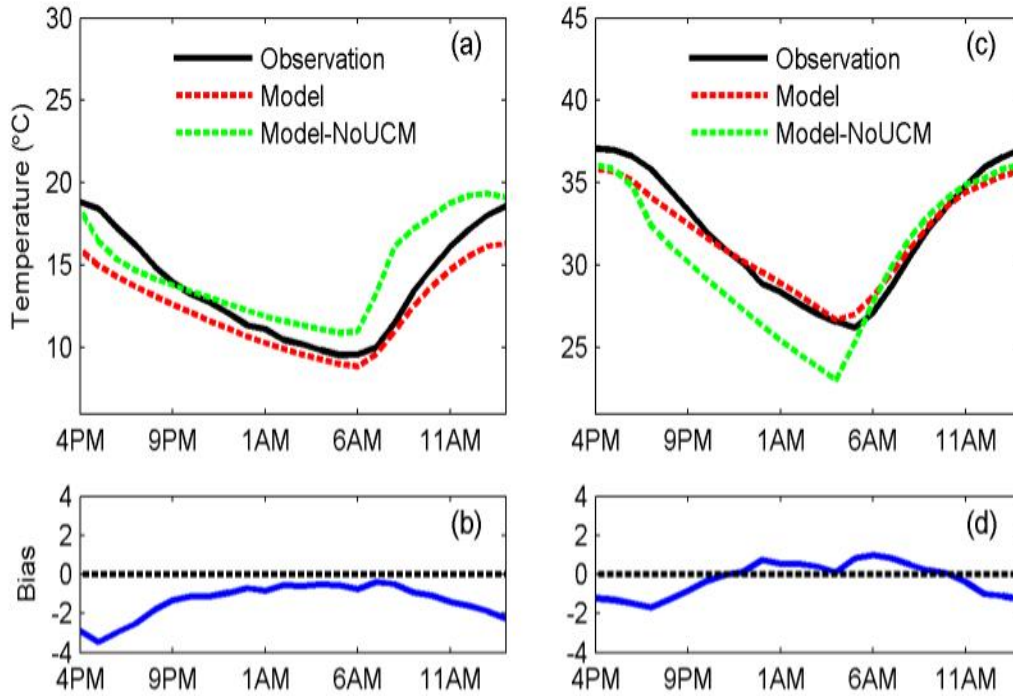 30
25
20
15
10
Temperature (°C)
(a)
Observation
Model
Model-NoUCM
4PM 9PM 1AM 6AM 11AM
45
40
35
30
25
(c)
Observation
Model
Model-NoUCM
4PM 9PM 1AM 6AM 11AM
4
2
0
-2
-4
Bias
(b)
4PM 9PM 1AM 6AM 11AM
4
2
0
-2
-4
(d)
4PM 9PM 1AM 6AM 11AM